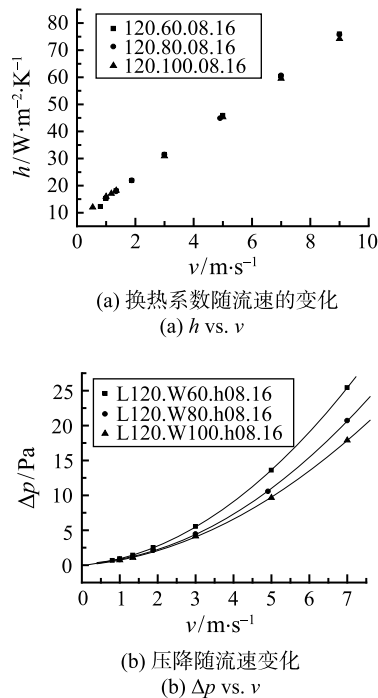 80
70
60
50
40
30
20
10
h/W·m⁻²·K⁻¹
120.60.08.16
120.80.08.16
120.100.08.16
0 2 4 6 8 10
v/m·s⁻¹
(a) 换热系数随流速的变化
(a) h vs. v
25
20
15
10
5
0
Δp/Pa
L120.W60.h08.16
L120.W80.h08.16
L120.W100.h08.16
0 1 2 3 4 5 6 7
v/m·s⁻¹
(b) 压降随流速变化
(b) Δp vs. v